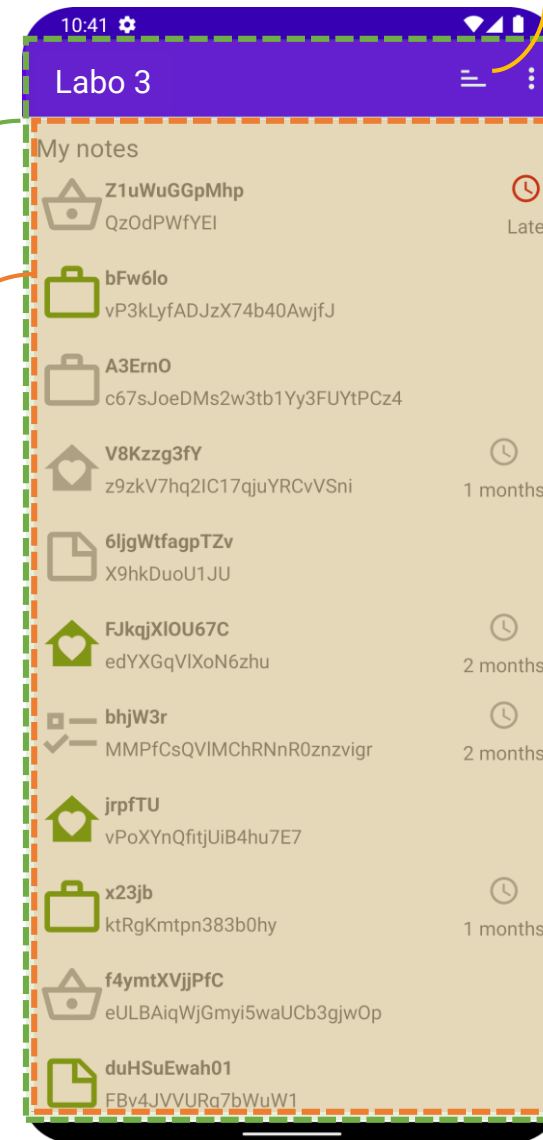 10:41
Labo 3
My notes
Z1uWuGGpMhp
QzOdPWfYEI
Late
bFw6lo
vP3kLyfADJzX74b40AwjfJ
A3ErnO
c67sJoeDMs2w3tb1Yy3FUYtPCz4
V8Kzzg3fY
z9zkV7hq2IC17qjuYRCvVSni
1 months
6ljgWtfagpTZv
X9hkDuoU1JU
FJkqjXlOU67C
edYXGqVlXoN6zhu
2 months
bhjW3r
MMPfCsQVlMChRNnR0znzvigr
2 months
jrpfTU
vPoXYnQfitjUiB4hu7E7
x23jb
ktRgKmtpn383b0hy
1 months
f4ymtXVjjPfC
eULBAiqWjGmyi5waUCb3gjwOp
duHSuEwah01
FBv4JVVURq7bWuW1